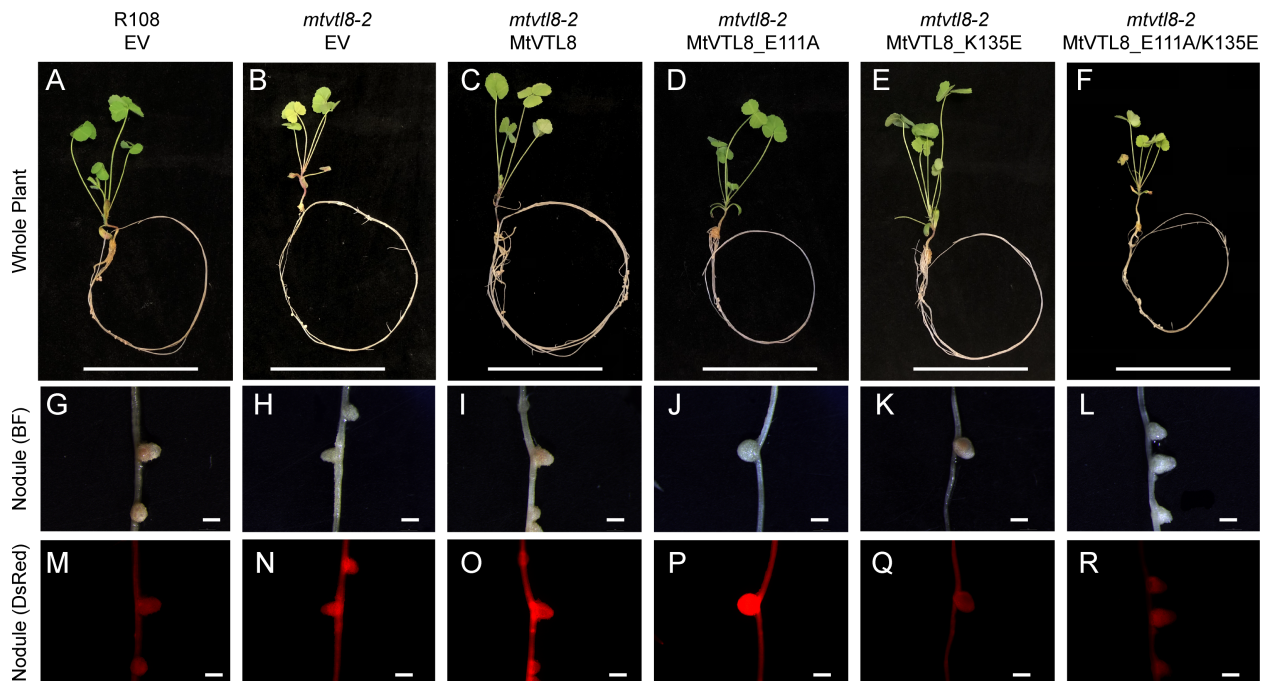 R108
EV
mtvtl8-2
EV
mtvtl8-2
MtVTL8
mtvtl8-2
MtVTL8_E111A
mtvtl8-2
MtVTL8_K135E
mtvtl8-2
MtVTL8_E111A/K135E
Whole Plant
A
B
C
D
E
F
Nodule (BF)
G
H
I
J
K
L
Nodule (DsRed)
M
N
O
P
Q
R